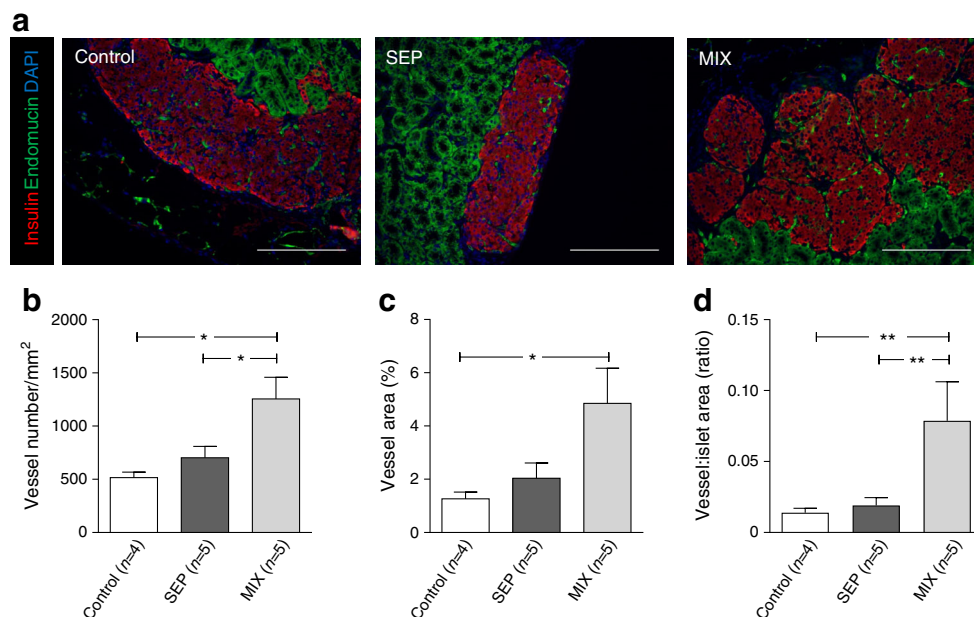 a
Insulin Endomucin DAPI
Control
SEP
MIX
b
Vessel number/mm²
2000
1500
1000
500
0
*
*
Control (n=4)
SEP (n=5)
MIX (n=5)
c
Vessel area (%)
8
6
4
2
0
*
Control (n=4)
SEP (n=5)
MIX (n=5)
d
Vessel:islet area (ratio)
0.15
0.10
0.05
0
**
**
Control (n=4)
SEP (n=5)
MIX (n=5)